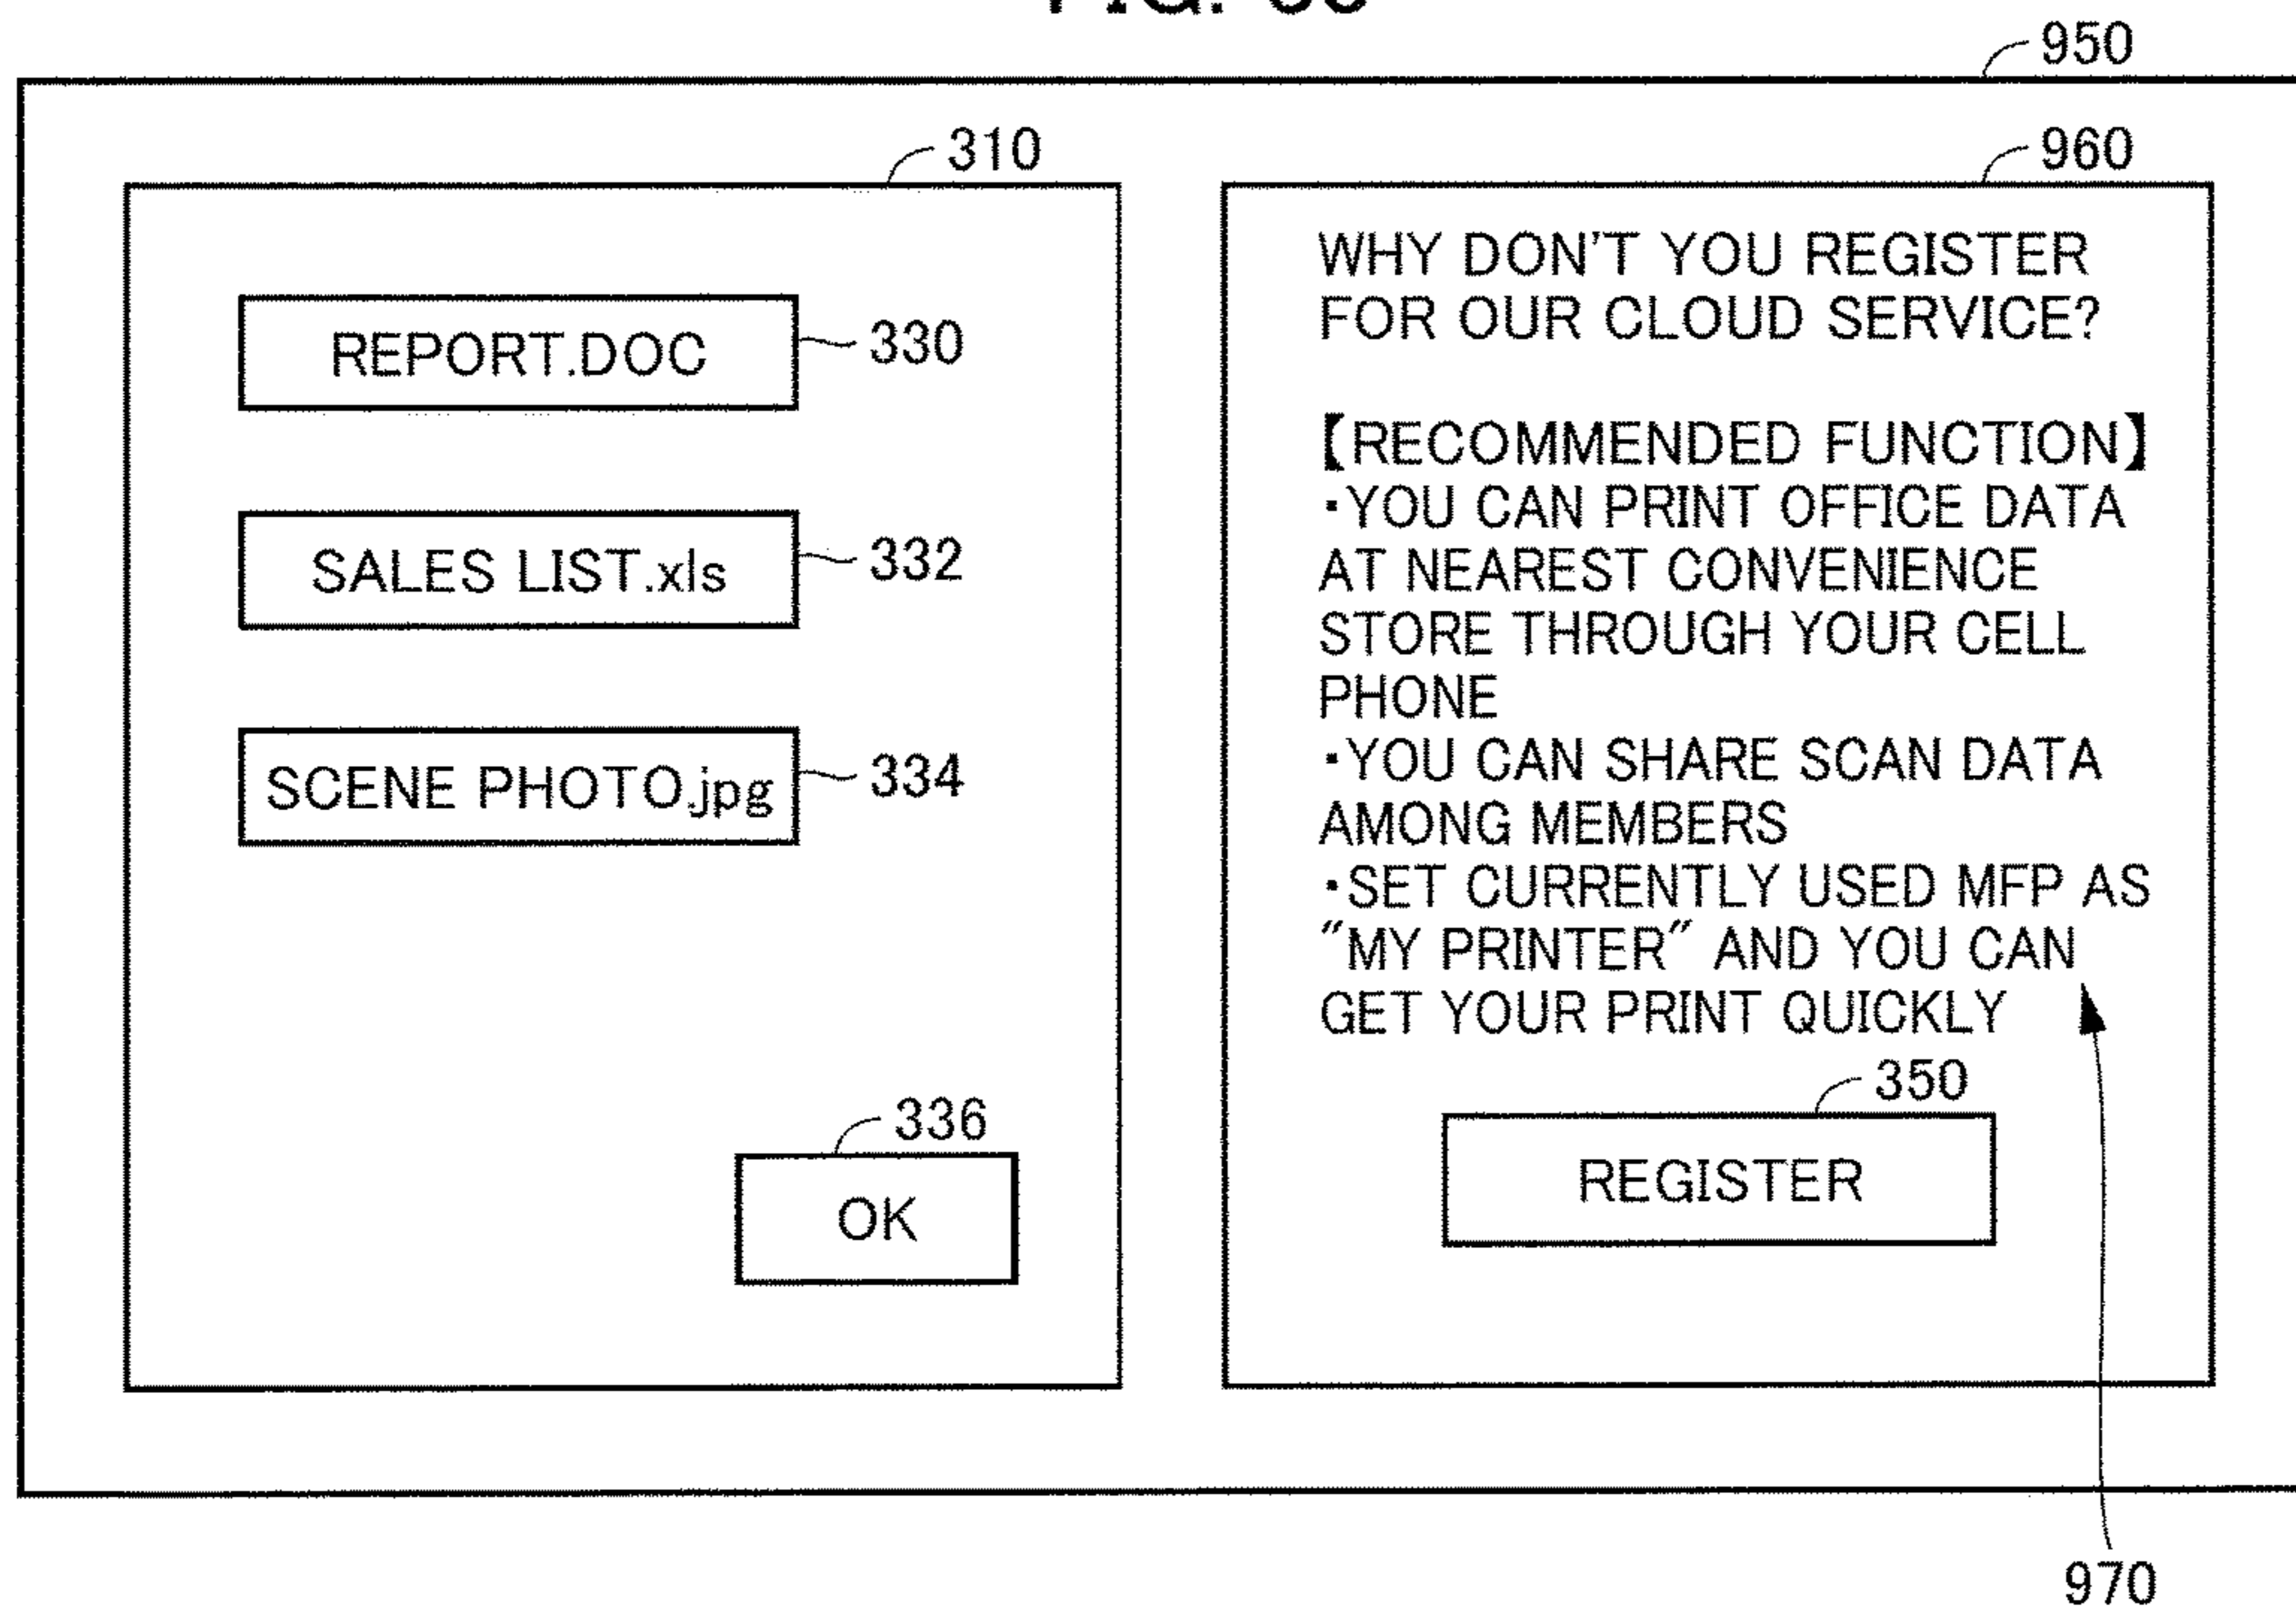 950
310
960
REPORT.DOC
330
SALES LIST.xls
332
SCENE PHOTO.jpg
334
336
OK
WHY DON'T YOU REGISTER
FOR OUR CLOUD SERVICE?
【RECOMMENDED FUNCTION】
・YOU CAN PRINT OFFICE DATA
AT NEAREST CONVENIENCE
STORE THROUGH YOUR CELL
PHONE
・YOU CAN SHARE SCAN DATA
AMONG MEMBERS
・SET CURRENTLY USED MFP AS
"MY PRINTER" AND YOU CAN
GET YOUR PRINT QUICKLY
350
REGISTER
970